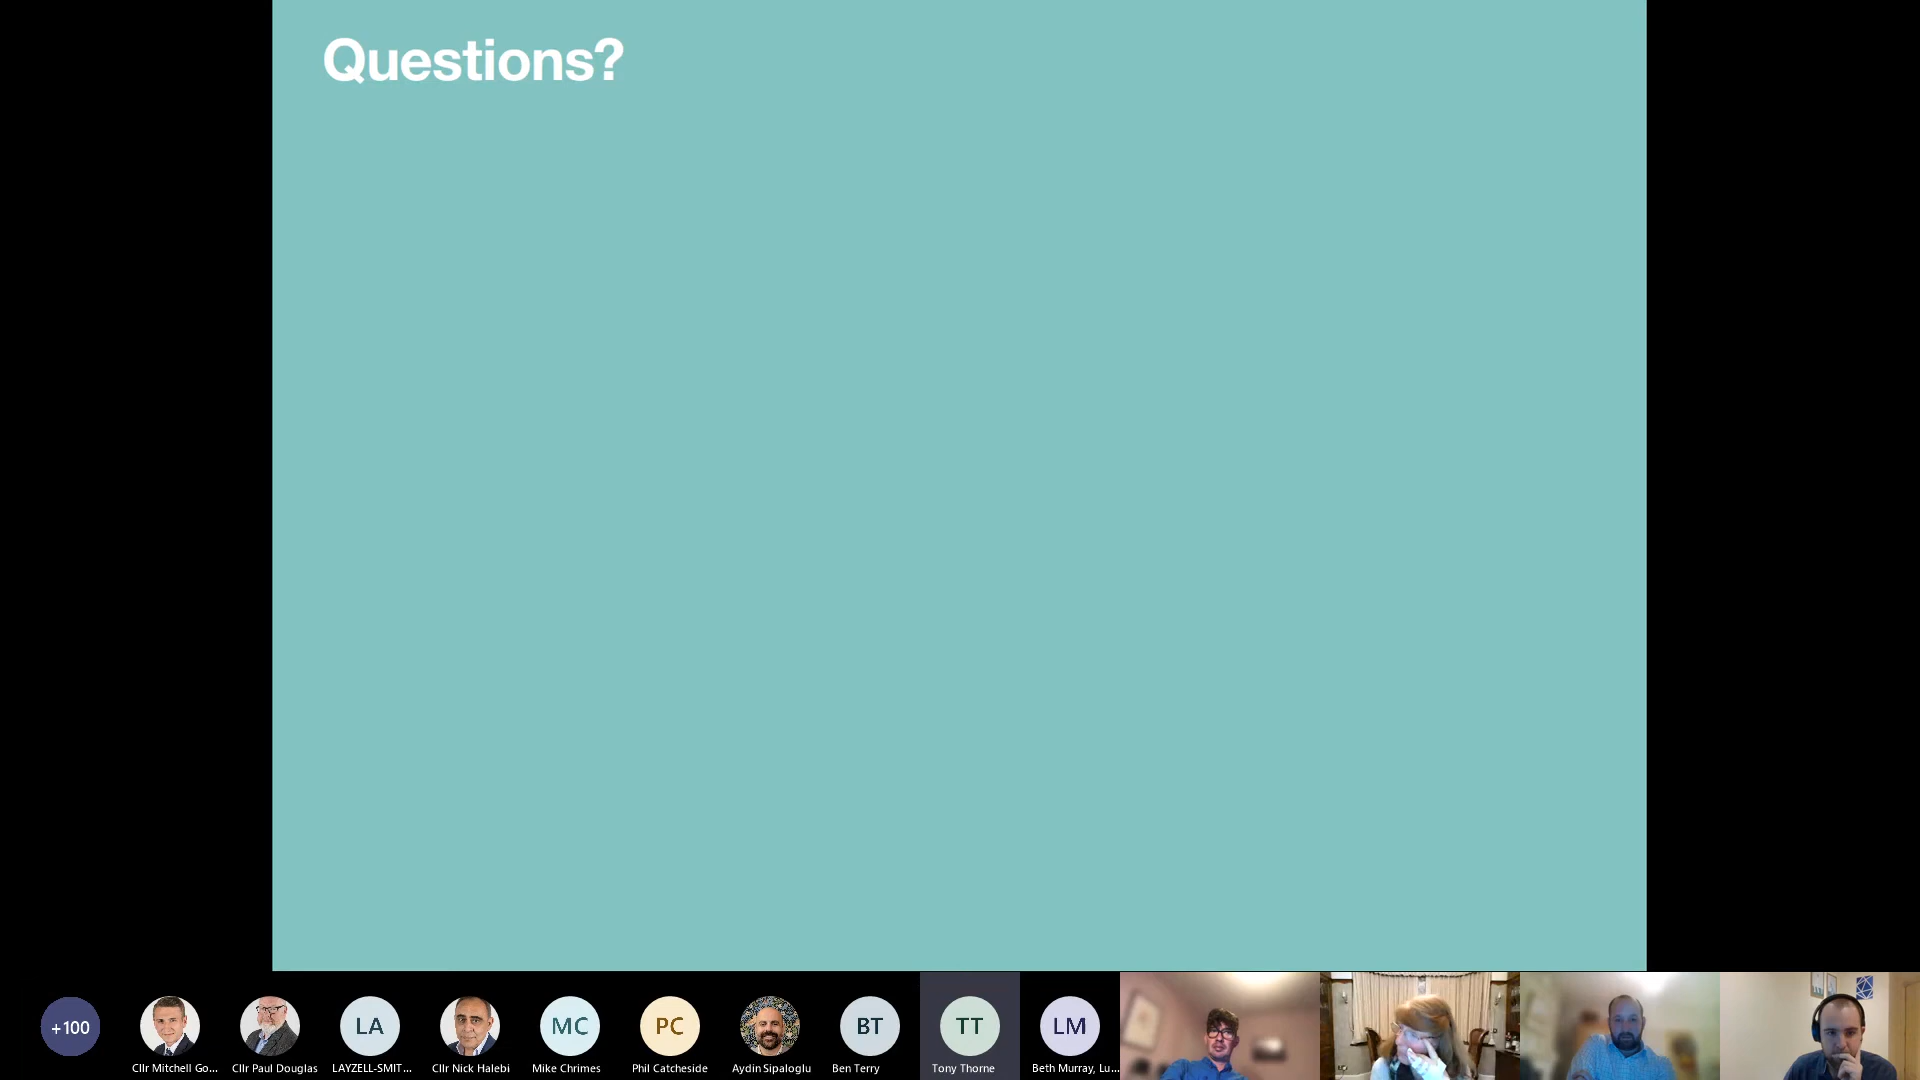 Questions?
+100
LA
MC
PC
BT
TT
LM
Cllr Mitchell Go...
Cllr Paul Douglas
LAYZELL-SMIT...
Cllr Nick Halebi
Mike Chrimes
Phil Catcheside
Aydin Sipaloglu
Ben Terry
Tony Thorne
Beth Murray, Lu...